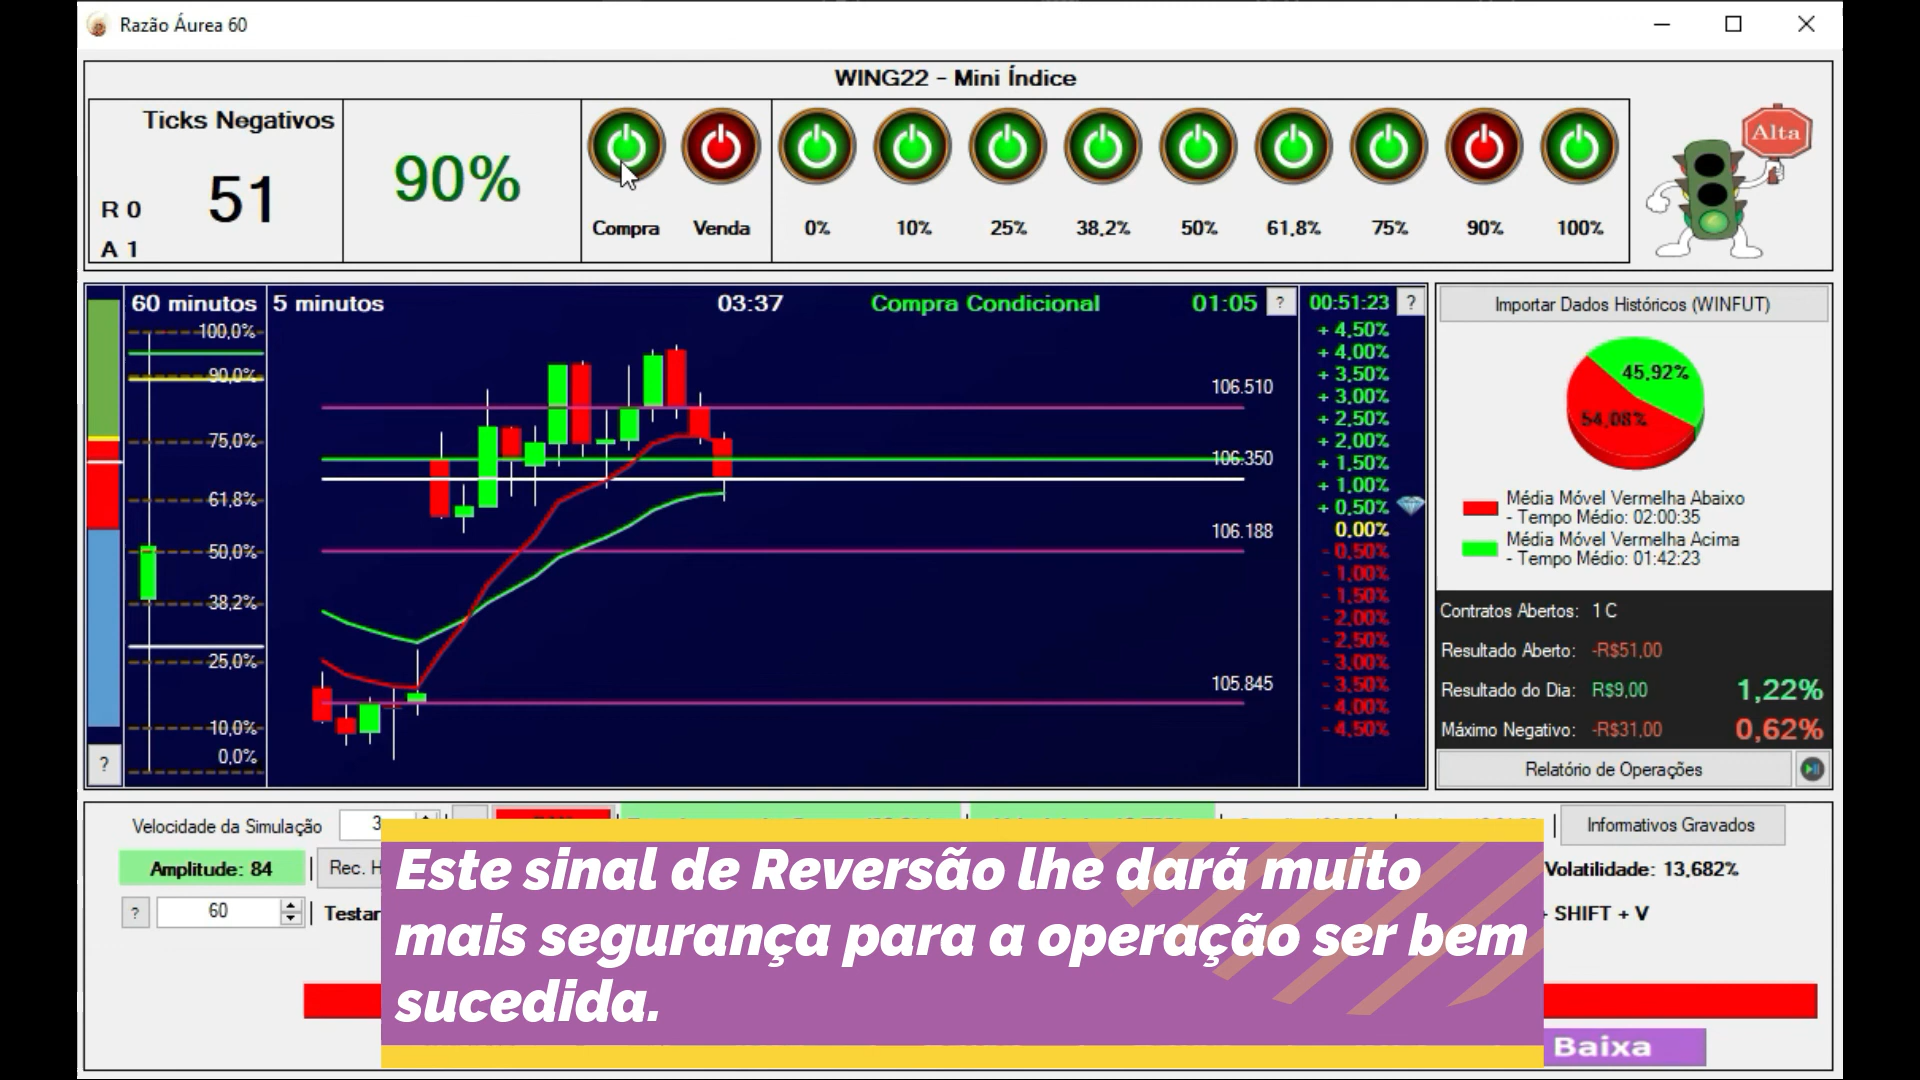 Razão Áurea 60
WING22 - Mini Índice
Ticks Negativos
51
R 0
A 1
90%
Compra
Venda
0%
10%
25%
38,2%
50%
61,8%
75%
90%
100%
Alta
60 minutos
100,0%
90,0%
75,0%
61,8%
50,0%
38,2%
25,0%
10,0%
0,0%
?
5 minutos
03:37
Compra Condicional
01:05
?
106.510
106.350
106.188
105.845
00:51:23
?
+ 4,50%
+ 4,00%
+ 3,50%
+ 3,00%
+ 2,50%
+ 2,00%
+ 1,50%
+ 1,00%
+ 0,50%
0,00%
- 0,50%
- 1,00%
- 1,50%
- 2,00%
- 2,50%
- 3,00%
- 3,50%
- 4,00%
- 4,50%
Importar Dados Históricos (WINFUT)
45,92%
54,08%
Média Móvel Vermelha Abaixo
- Tempo Médio: 02:00:35
Média Móvel Vermelha Acima
- Tempo Médio: 01:42:23
Contratos Abertos: 1 C
Resultado Aberto: -R$51,00
Resultado do Dia: R$9,00 1,22%
Máximo Negativo: -R$31,00 0,62%
Relatório de Operações
Velocidade da Simulação
3
Informativos Gravados
Amplitude: 84
Rec. H
Volatilidade: 13,682%
?
60
Testar
SHIFT + V
Este sinal de Reversão lhe dará muito
mais segurança para a operação ser bem
sucedida.
Baixa